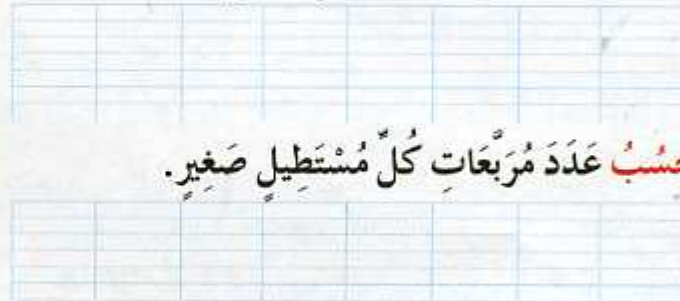 حْسُبُ عَدَدَ مُرَبَّعَاتِ كُلِّ مُسْتَطِيلٍ صَغِيرٍ.